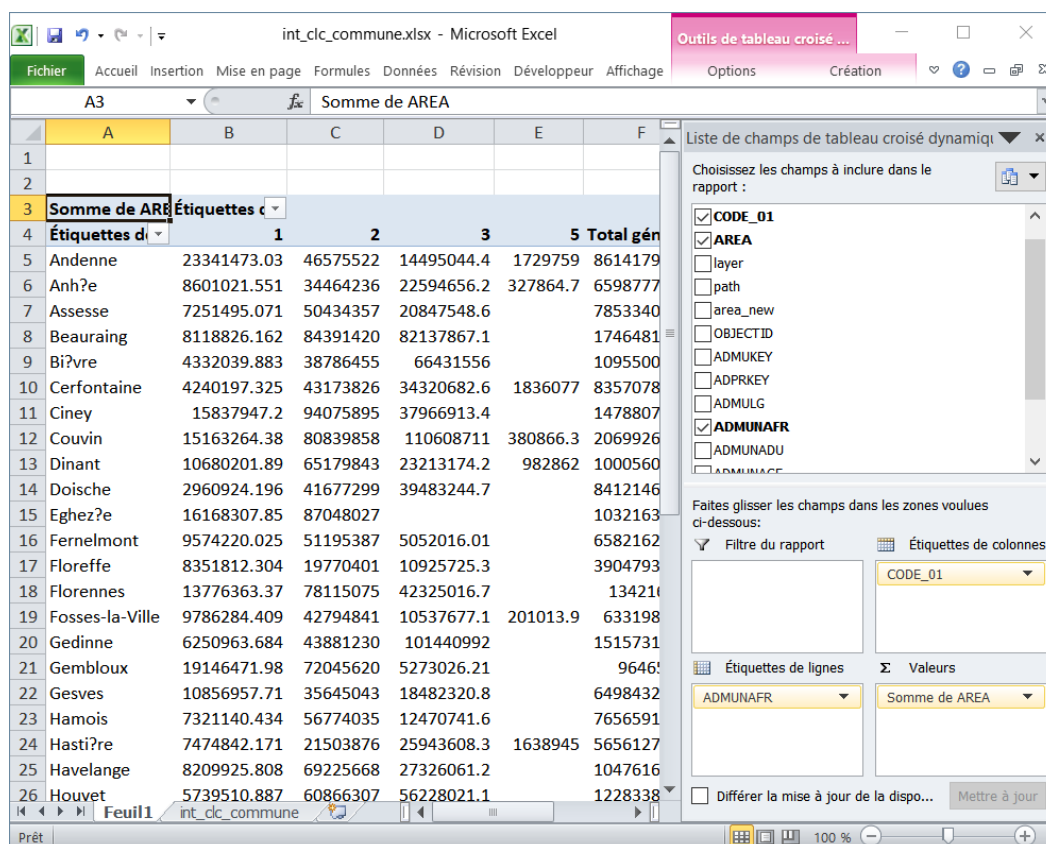 int_clc_commune.xlsx - Microsoft Excel
Outils de tableau croisé ...
Fichier Accueil Insertion Mise en page Formules Données Révision Développeur Affichage Options Création
A3 fx Somme de AREA
A B C D E F
1
2
3 Somme de ARE Étiquettes d
4 Étiquettes d 1 2 3 5 Total gén
5 Andenne 23341473.03 46575522 14495044.4 1729759 8614179
6 Anh?e 8601021.551 34464236 22594656.2 327864.7 6598777
7 Assesse 7251495.071 50434357 20847548.6 7853340
8 Beauraing 8118826.162 84391420 82137867.1 1746481
9 Bi?vre 4332039.883 38786455 66431556 1095500
10 Cerfontaine 4240197.325 43173826 34320682.6 1836077 8357078
11 Ciney 15837947.2 94075895 37966913.4 1478807
12 Couvin 15163264.38 80839858 110608711 380866.3 2069926
13 Dinant 10680201.89 65179843 23213174.2 982862 1000560
14 Doische 2960924.196 41677299 39483244.7 8412146
15 Eghez?e 16168307.85 87048027 1032163
16 Fernelmont 9574220.025 51195387 5052016.01 6582162
17 Floreffe 8351812.304 19770401 10925725.3 3904793
18 Florennes 13776363.37 78115075 42325016.7 13421
19 Fosses-la-Ville 9786284.409 42794841 10537677.1 201013.9 633198
20 Gedinne 6250963.684 43881230 101440992 1515731
21 Gembloux 19146471.98 72045620 5273026.21 9646
22 Gesves 10856957.71 35645043 18482320.8 6498432
23 Hamois 7321140.434 56774035 12470741.6 7656591
24 Hasti?re 7474842.171 21503876 25943608.3 1638945 5656127
25 Havelange 8209925.808 69225668 27326061.2 1047616
26 Houyet 5739510.887 60866307 56228021.1 1228338
Feuil1 int_clc_commune
Prêt 100 %
Liste de champs de tableau croisé dynamiqu
Choisissez les champs à inclure dans le
rapport :
CODE_01
AREA
layer
path
area_new
OBJECTID
ADMUKEY
ADPRKEY
ADMULG
ADMUNAFR
ADMUNADU
ADMUNAGE
Faites glisser les champs dans les zones voulues
ci-dessous:
Filtre du rapport Étiquettes de colonnes
CODE_01
Étiquettes de lignes Σ Valeurs
ADMUNAFR Somme de AREA
Différer la mise à jour de la dispo... Mettre à jour